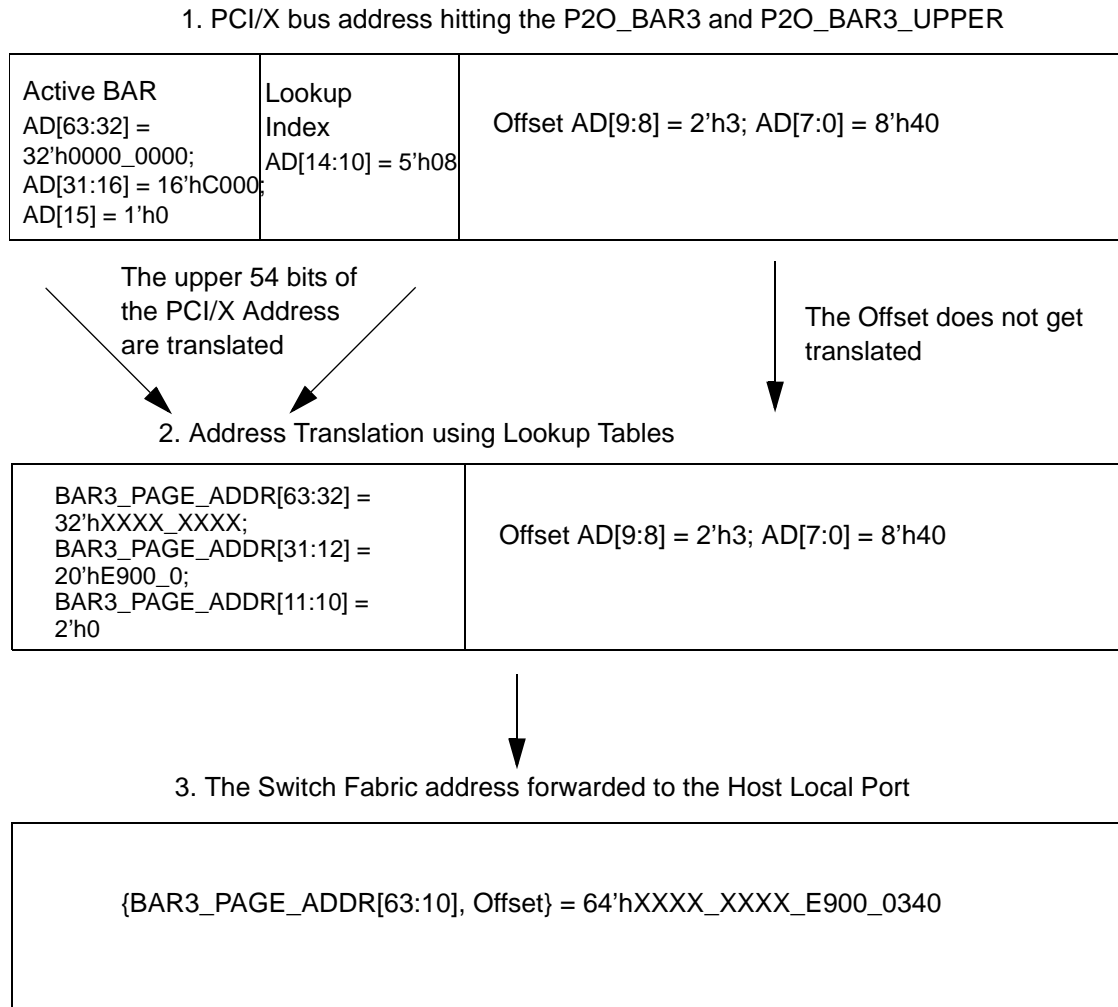 1. PCI/X bus address hitting the P2O_BAR3 and P2O_BAR3_UPPER
Active BAR
AD[63:32] =
32’h0000_0000;
AD[31:16] = 16’hC000;
AD[15] = 1’h0
Lookup
Index
AD[14:10] = 5’h08
Offset AD[9:8] = 2’h3; AD[7:0] = 8’h40
The upper 54 bits of
the PCI/X Address
are translated
The Offset does not get
translated
2. Address Translation using Lookup Tables
BAR3_PAGE_ADDR[63:32] =
32’hXXXX_XXXX;
BAR3_PAGE_ADDR[31:12] =
20’hE900_0;
BAR3_PAGE_ADDR[11:10] =
2’h0
Offset AD[9:8] = 2’h3; AD[7:0] = 8’h40
3. The Switch Fabric address forwarded to the Host Local Port
{BAR3_PAGE_ADDR[63:10], Offset} = 64’hXXXX_XXXX_E900_0340